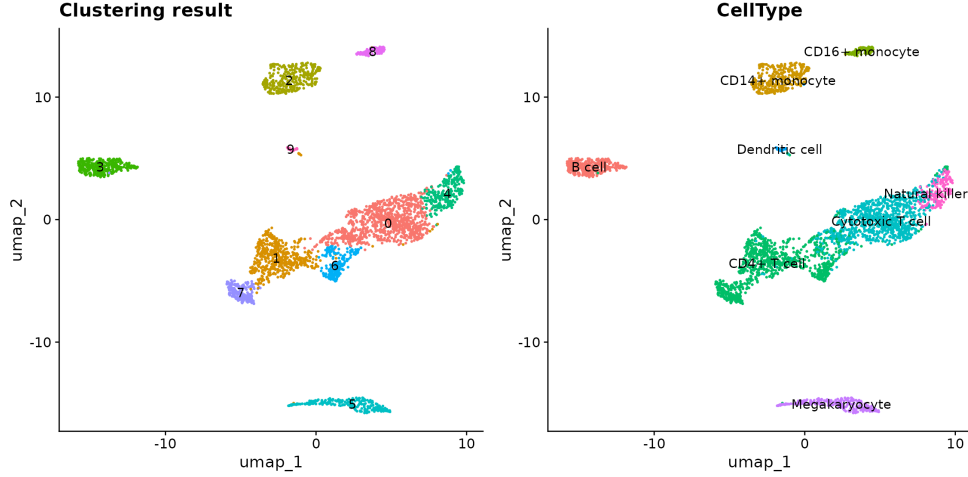 Clustering result
CellType
8
2
9
3
4
0
1
6
7
5
10
0
-10
umap_2
-10
0
10
umap_1
CD16+ monocyte
CD14+ monocyte
Dendritic cell
B cell
Natural killer
Cytotoxic T cell
CD4+ T cell
Megakaryocyte
10
0
-10
umap_2
-10
0
10
umap_1